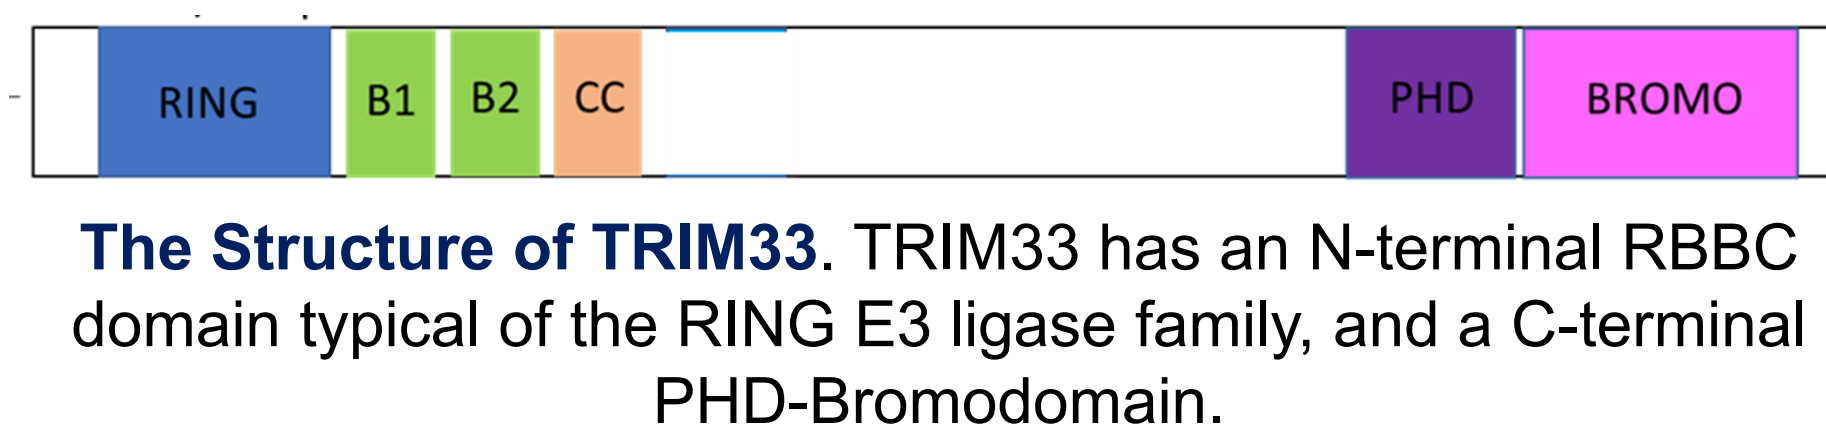 RING B1 B2 CC PHD BROMO
The Structure of TRIM33. TRIM33 has an N-terminal RBBC
domain typical of the RING E3 ligase family, and a C-terminal
PHD-Bromodomain.